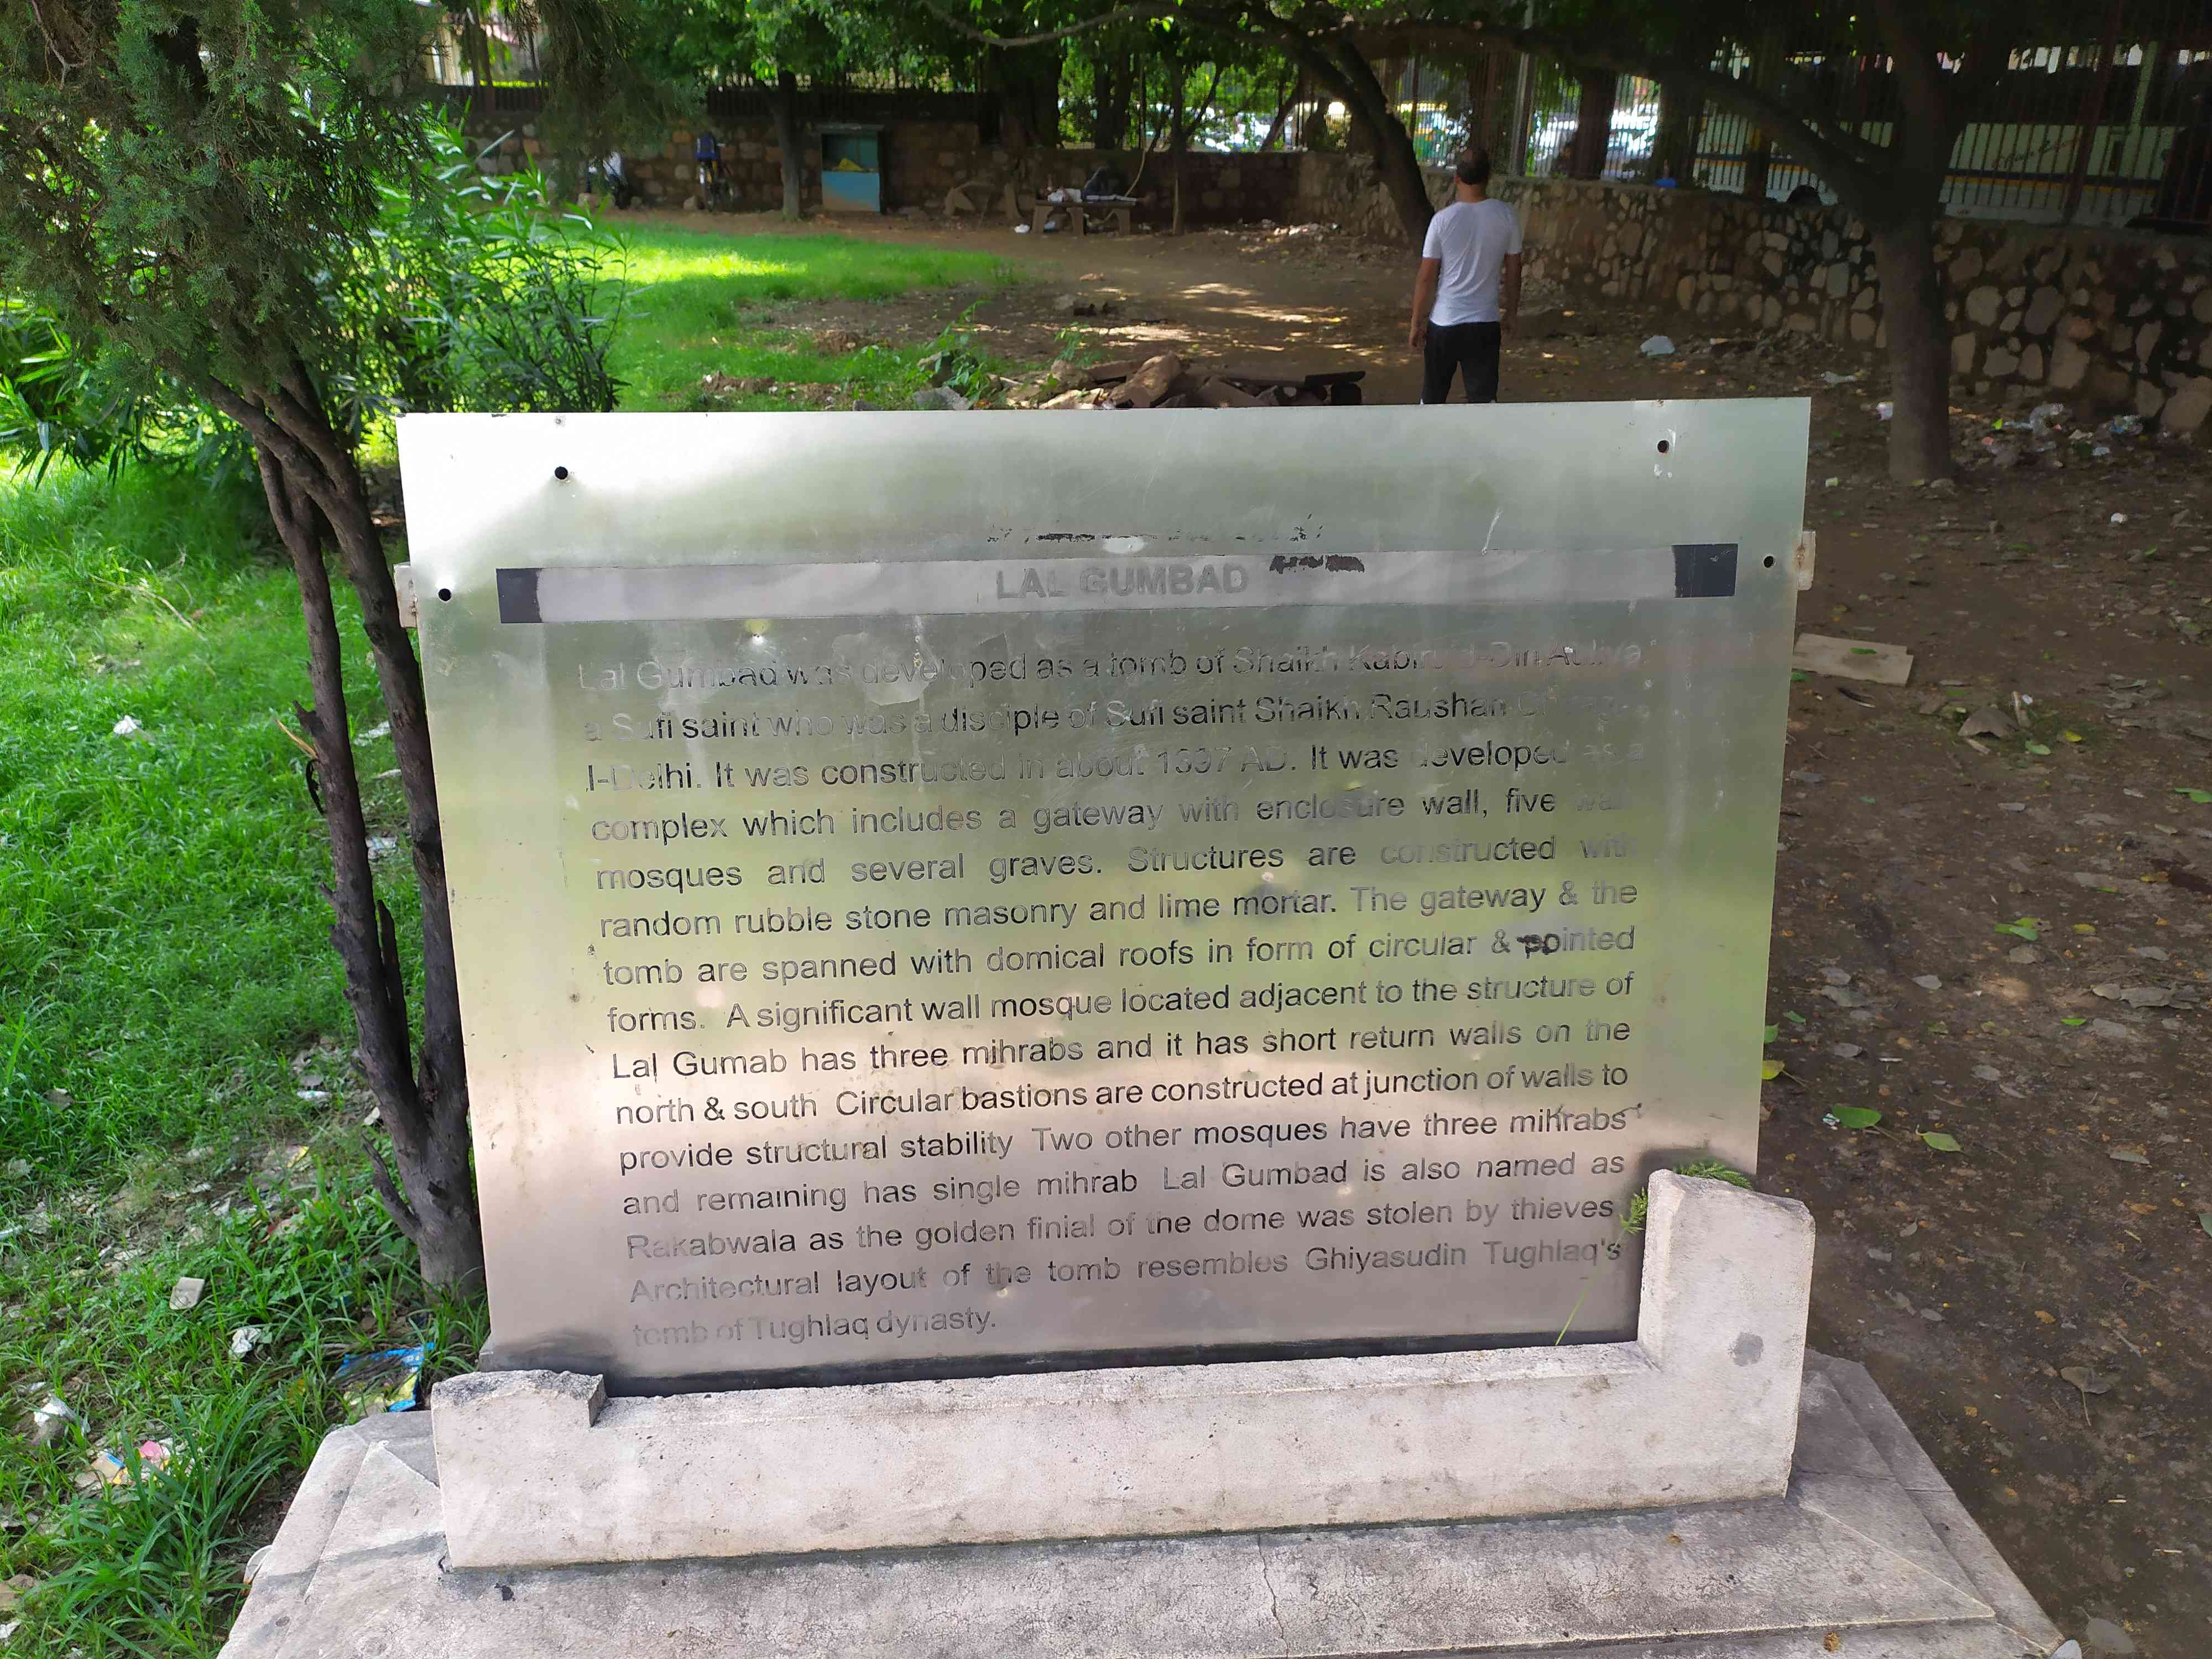 LAL GUMBAD
Lal Gumbad was developed as a tomb of Shaikh Kabiru'd-Din Auliya
a Sufi saint who was a disciple of Sufi saint Shaikh Raushan
I-Delhi. It was constructed in about 1397 AD. It was developed as a
complex which includes a gateway with enclosure wall, five wall
mosques and several graves. Structures are constructed with
random rubble stone masonry and lime mortar. The gateway & the
tomb are spanned with domical roofs in form of circular & pointed
forms. A significant wall mosque located adjacent to the structure of
Lal Gumab has three mihrabs and it has short return walls on the
north & south Circular bastions are constructed at junction of walls to
provide structural stability Two other mosques have three mihrabs
and remaining has single mihrab Lal Gumbad is also named as
Rakabwala as the golden finial of the dome was stolen by thieves
Architectural layout of the tomb resembles Ghiyasudin Tughlaq's
tomb of Tughlaq dynasty.